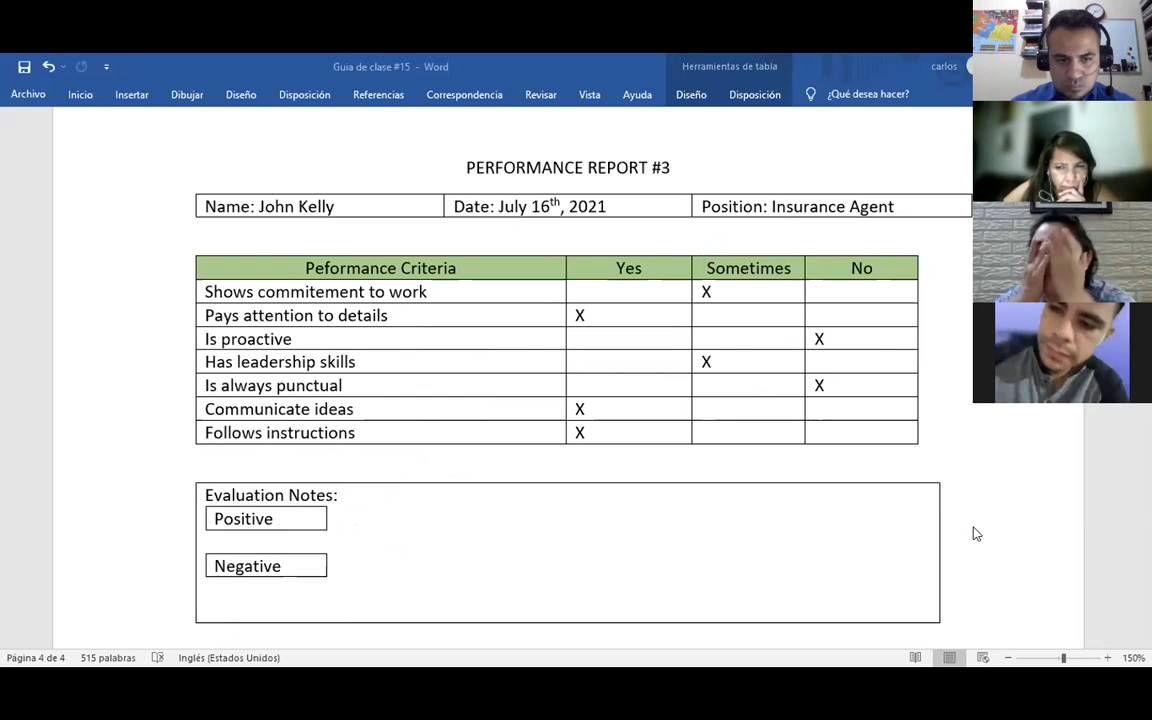 Guia de clase #15 - Word
Herramientas de tabla
carlos
Archivo Inicio Insertar Dibujar Diseño Disposición Referencias Correspondencia Revisar Vista Ayuda Diseño Disposición ¿Qué desea hacer?
PERFORMANCE REPORT #3
Name: John Kelly Date: July 16th, 2021 Position: Insurance Agent
Peformance Criteria Yes Sometimes No
Shows commitement to work X
Pays attention to details X
Is proactive X
Has leadership skills X
Is always punctual X
Communicate ideas X
Follows instructions X
Evaluation Notes:
Positive
Negative
Página 4 de 4 515 palabras Inglés (Estados Unidos) 150%